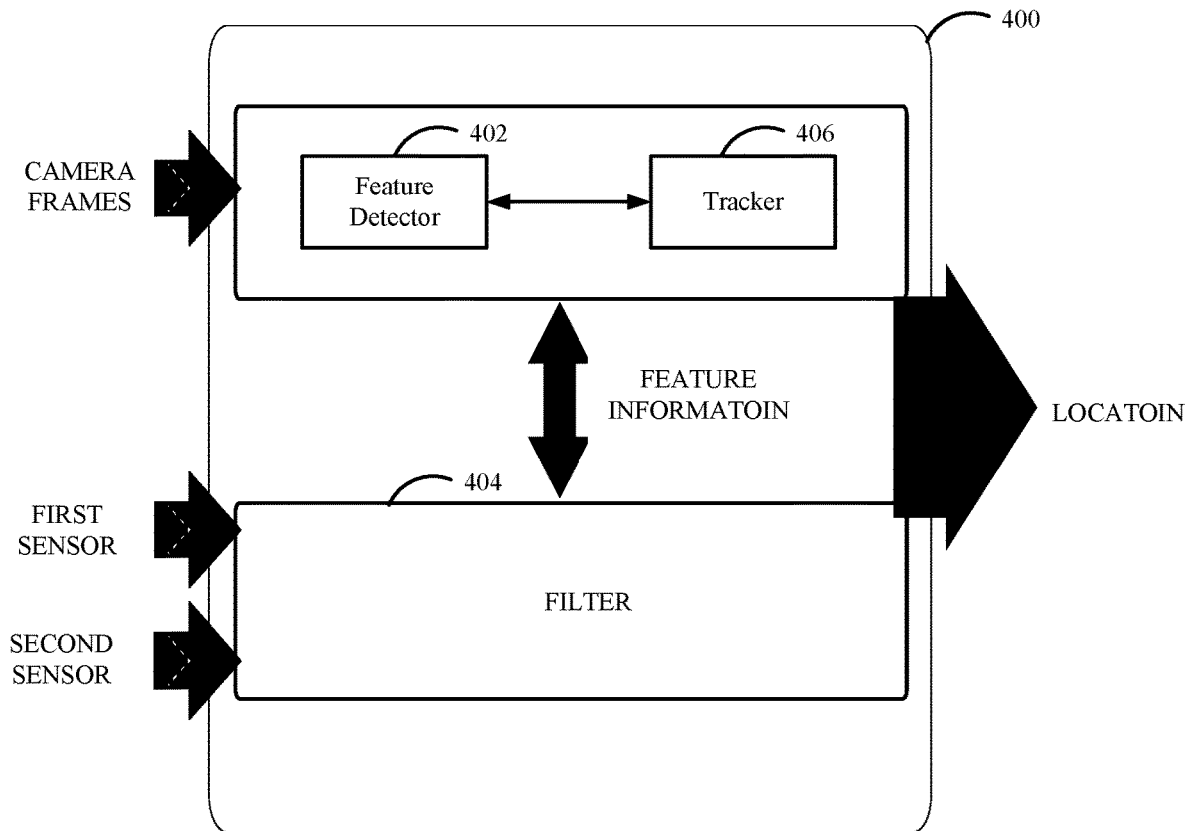 400
402
406
CAMERA
FRAMES
Feature
Detector
Tracker
FEATURE
INFORMATOIN
LOCATOIN
404
FIRST
SENSOR
FILTER
SECOND
SENSOR